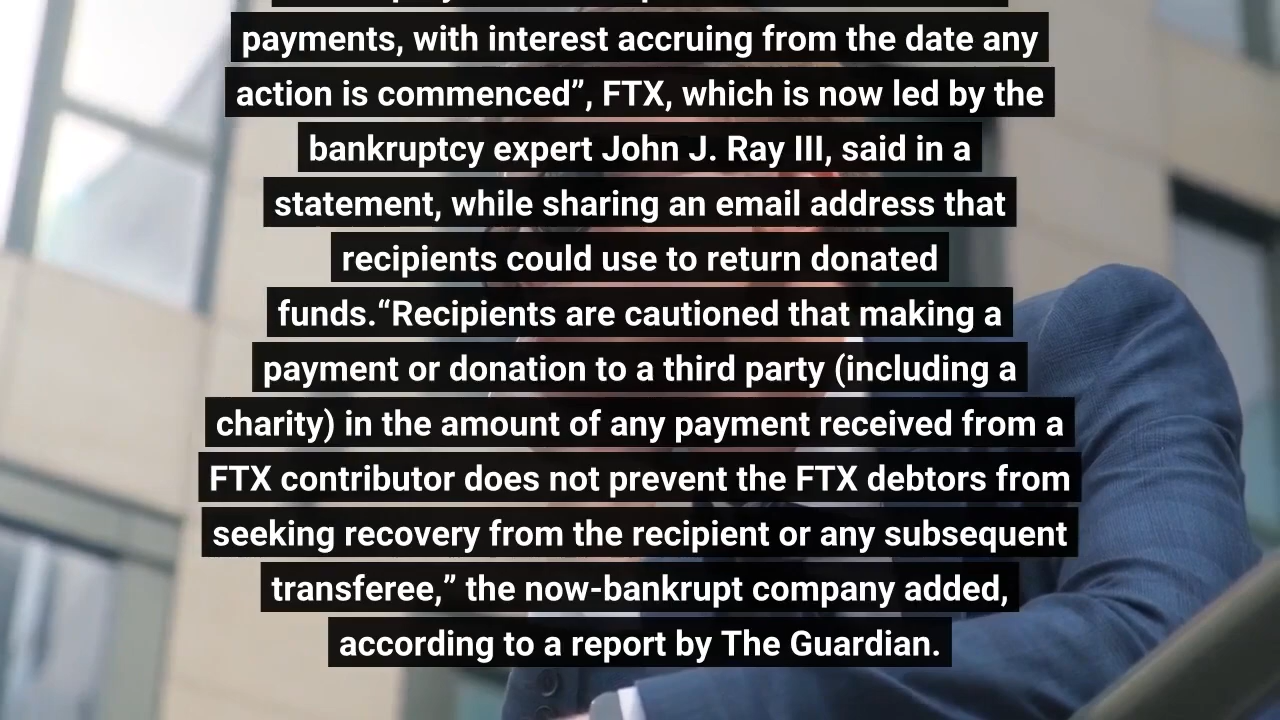 payments, with interest accruing from the date any
action is commenced”, FTX, which is now led by the
bankruptcy expert John J. Ray III, said in a
statement, while sharing an email address that
recipients could use to return donated
funds.“Recipients are cautioned that making a
payment or donation to a third party (including a
charity) in the amount of any payment received from a
FTX contributor does not prevent the FTX debtors from
seeking recovery from the recipient or any subsequent
transferee,” the now-bankrupt company added,
according to a report by The Guardian.